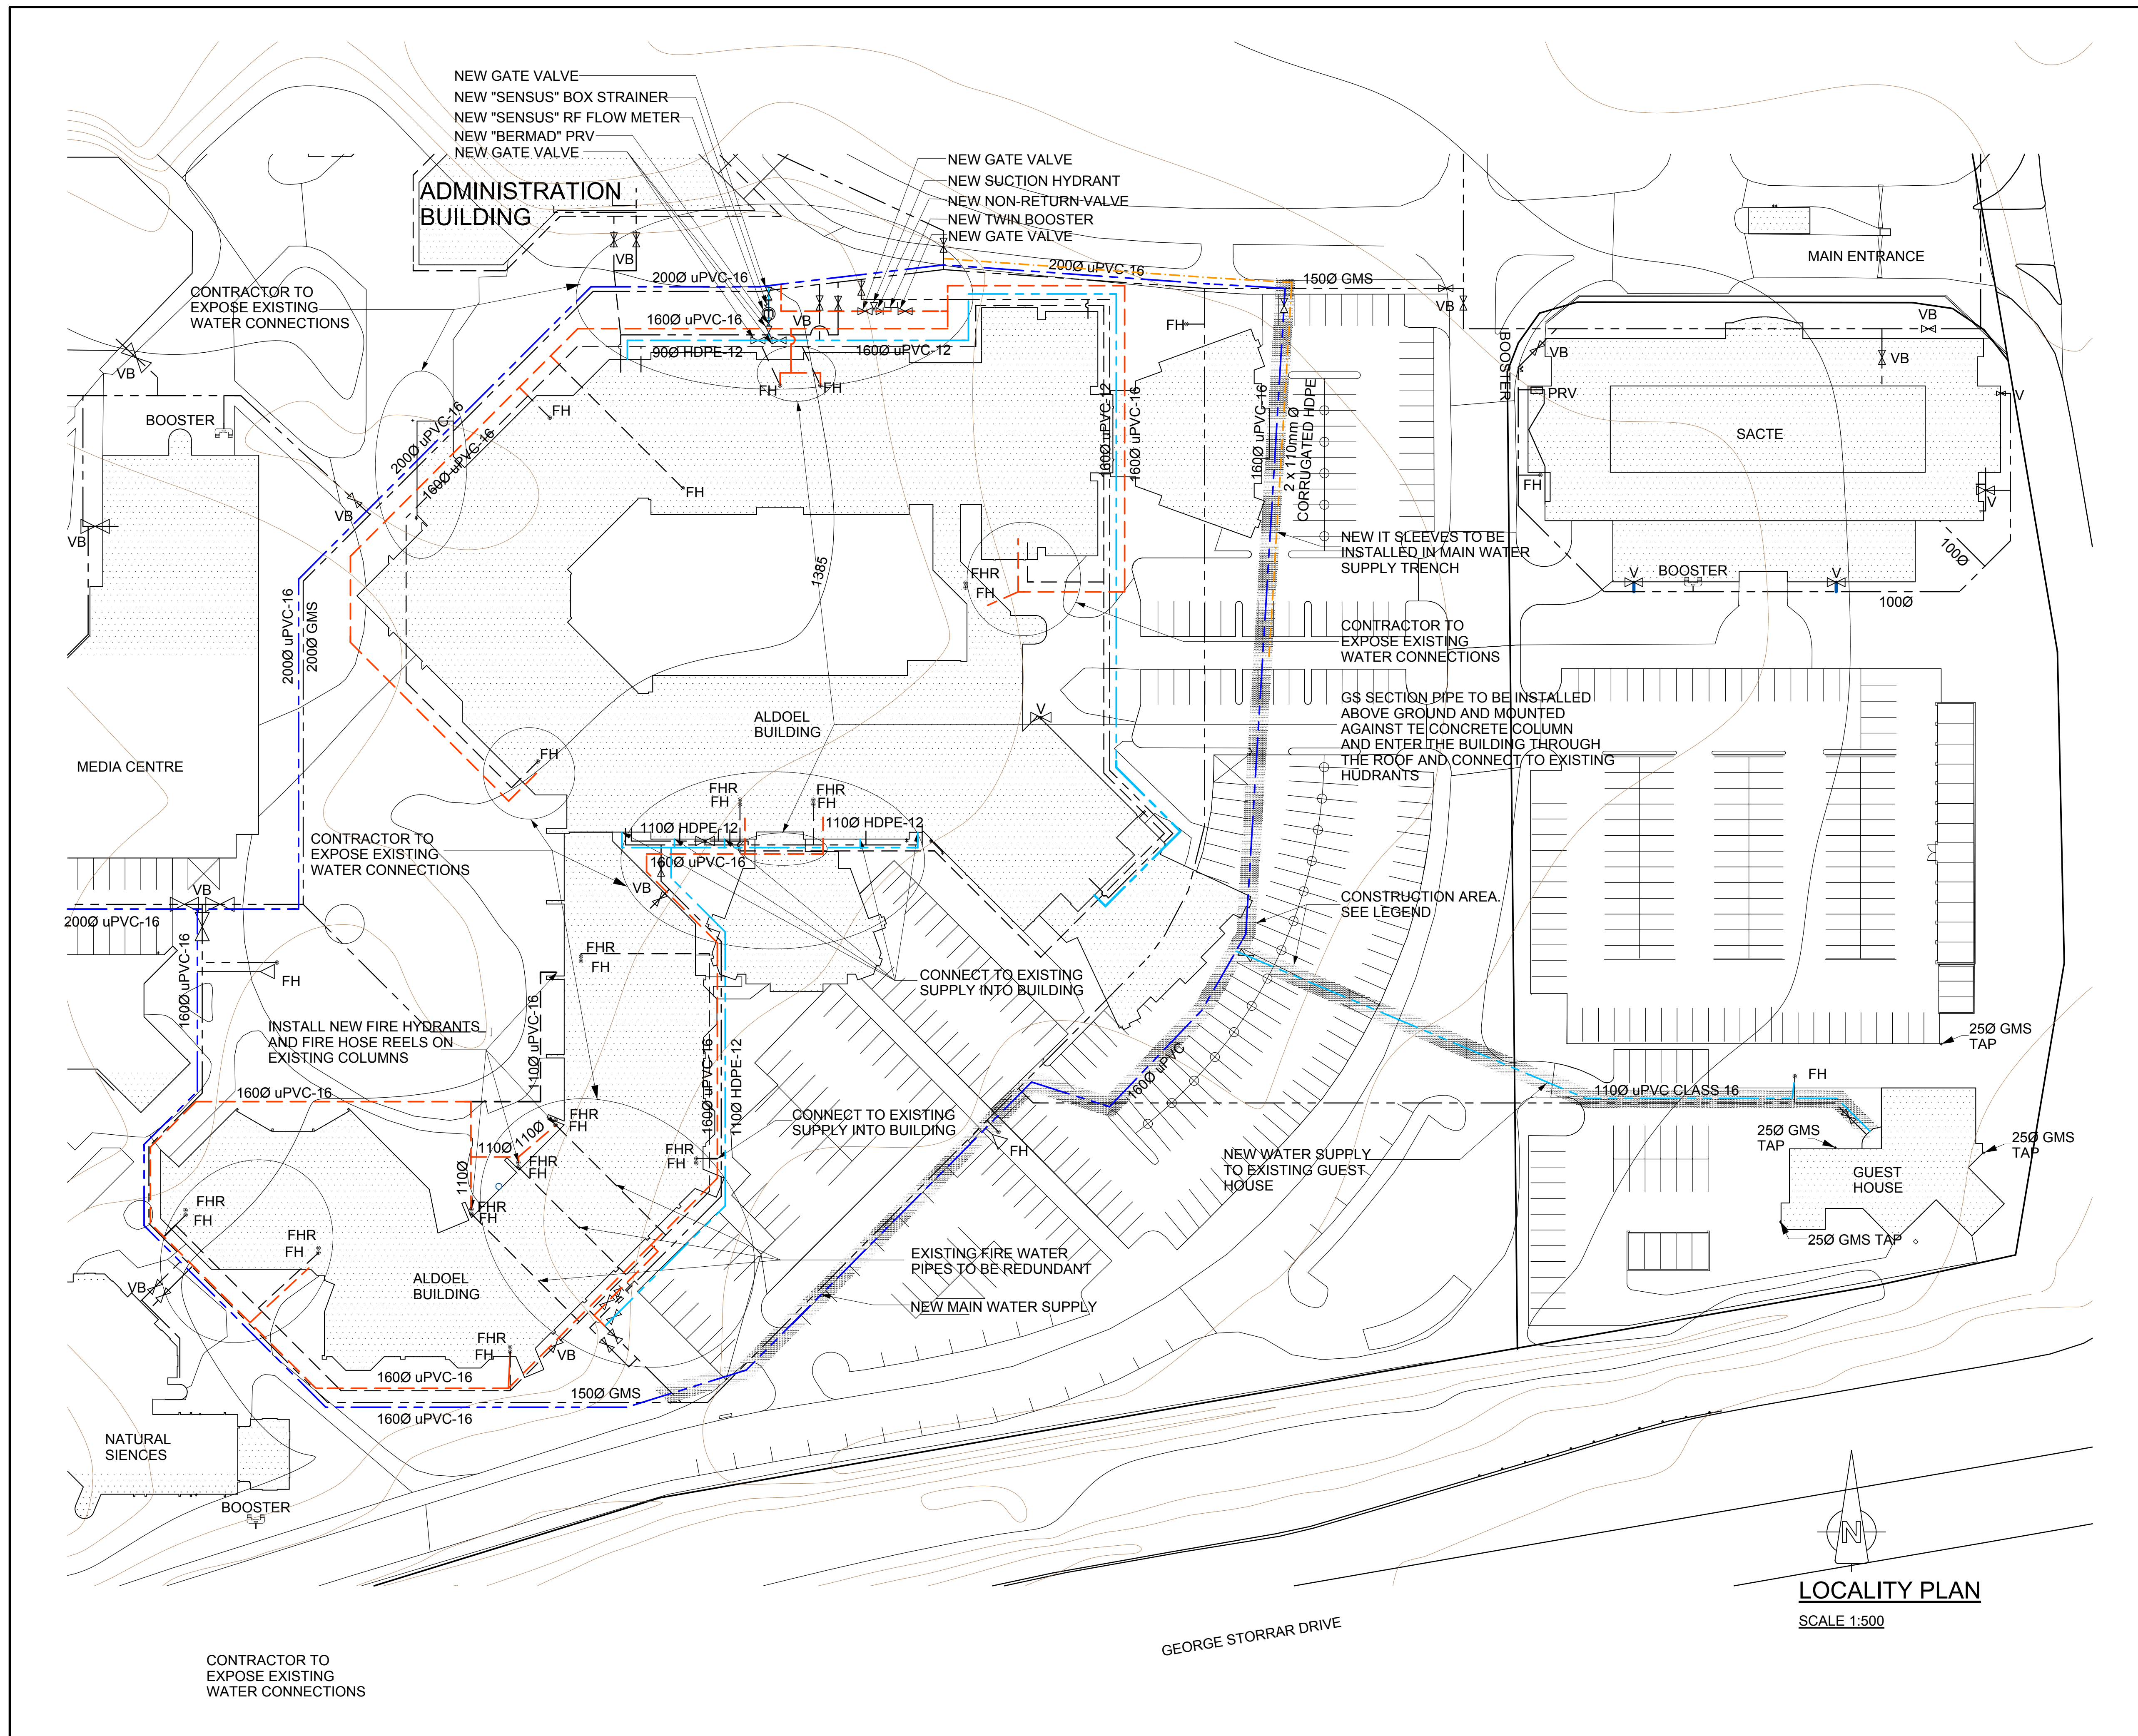 NEW GATE VALVE
NEW "SENSUS" BOX STRAINER
NEW "SENSUS" RF FLOW METER
NEW "BERMAD" PRV
NEW GATE VALVE
NEW GATE VALVE
NEW SUCTION HYDRANT
NEW NON-RETURN VALVE
NEW TWIN BOOSTER
NEW GATE VALVE
ADMINISTRATION
BUILDING
VB
200Ø uPVC-16
200Ø uPVC-16
150Ø GMS
VB
MAIN ENTRANCE
CONTRACTOR TO
EXPOSE EXISTING
WATER CONNECTIONS
160Ø uPVC-16
VB
90Ø HDPE-12
160Ø uPVC-12
FH
FH
FH
BOOSTER
VB
VB
VB
PRV
V
SACTE
VB
BOOSTER
FH
200Ø uPVC-16
160Ø uPVC-16
FH
160Ø uPVC-12
160Ø uPVC-16
160Ø uPVC-16
2 x 110mm Ø
CORRUGATED HDPE
FH
V
VB
VB
NEW IT SLEEVES TO BE
INSTALLED IN MAIN WATER
SUPPLY TRENCH
100Ø
1385
FHR
FH
V
BOOSTER
V
100Ø
200Ø uPVC-16
200Ø GMS
CONTRACTOR TO
EXPOSE EXISTING
WATER CONNECTIONS
GS SECTION PIPE TO BE INSTALLED
ABOVE GROUND AND MOUNTED
AGAINST TE CONCRETE COLUMN
AND ENTER THE BUILDING THROUGH
THE ROOF AND CONNECT TO EXISTING
HUDRANTS
V
ALDOEL
BUILDING
MEDIA CENTRE
FH
FHR
FH
FHR
FH
110Ø HDPE-12
110Ø HDPE-12
160Ø uPVC-16
CONTRACTOR TO
EXPOSE EXISTING
WATER CONNECTIONS
VB
VB
200Ø uPVC-16
CONSTRUCTION AREA.
SEE LEGEND
160Ø uPVC-16
FH
FHR
FH
CONNECT TO EXISTING
SUPPLY INTO BUILDING
INSTALL NEW FIRE HYDRANTS
AND FIRE HOSE REELS ON
EXISTING COLUMNS
110Ø uPVC-16
160Ø uPVC-16
110Ø HDPE-12
160Ø uPVC
25Ø GMS
TAP
160Ø uPVC-16
110Ø uPVC CLASS 16
FH
FHR
FH
110Ø
110Ø
110Ø
FHR
FH
FHR
FH
CONNECT TO EXISTING
SUPPLY INTO BUILDING
FHR
FH
FH
25Ø GMS
TAP
25Ø GMS
TAP
NEW WATER SUPPLY
TO EXISTING GUEST
HOUSE
GUEST
HOUSE
25Ø GMS TAP
FHR
FH
FHR
FH
EXISTING FIRE WATER
PIPES TO BE REDUNDANT
VB
ALDOEL
BUILDING
NEW MAIN WATER SUPPLY
FHR
FH
VB
160Ø uPVC-16
150Ø GMS
160Ø uPVC-16
NATURAL
SIENCES
BOOSTER
N
LOCALITY PLAN
SCALE 1:500
GEORGE STORRAR DRIVE
CONTRACTOR TO
EXPOSE EXISTING
WATER CONNECTIONS